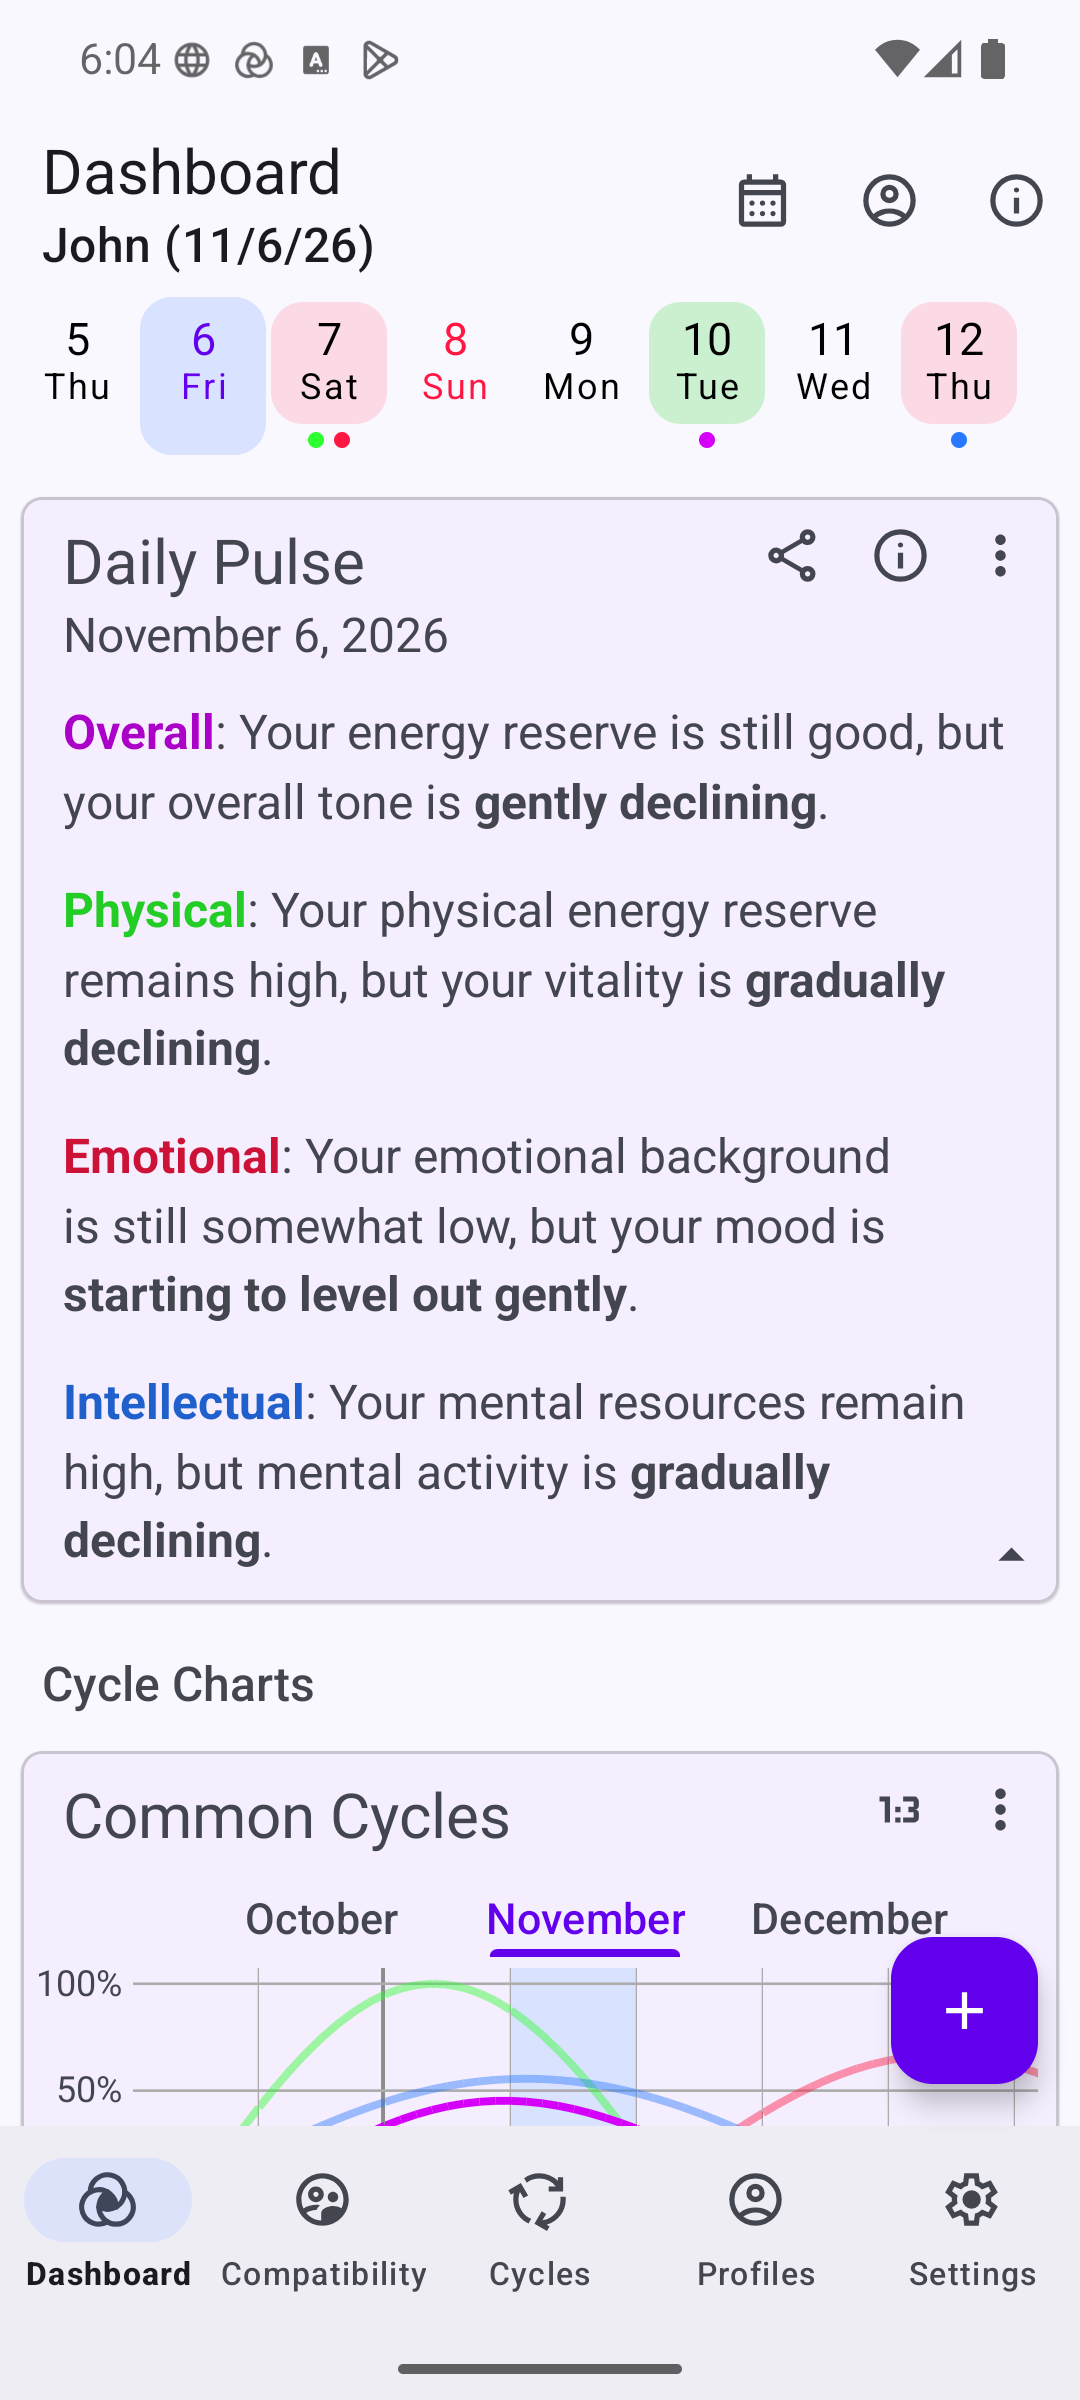 6:04
Dashboard
John (11/6/26)
5 6 7 8 9 10 11 12
Thu Fri Sat Sun Mon Tue Wed Thu
Daily Pulse
November 6, 2026
Overall: Your energy reserve is still good, but
your overall tone is gently declining.
Physical: Your physical energy reserve
remains high, but your vitality is gradually
declining.
Emotional: Your emotional background
is still somewhat low, but your mood is
starting to level out gently.
Intellectual: Your mental resources remain
high, but mental activity is gradually
declining.
Cycle Charts
Common Cycles
1:3
October November December
100%
50%
Dashboard Compatibility Cycles Profiles Settings